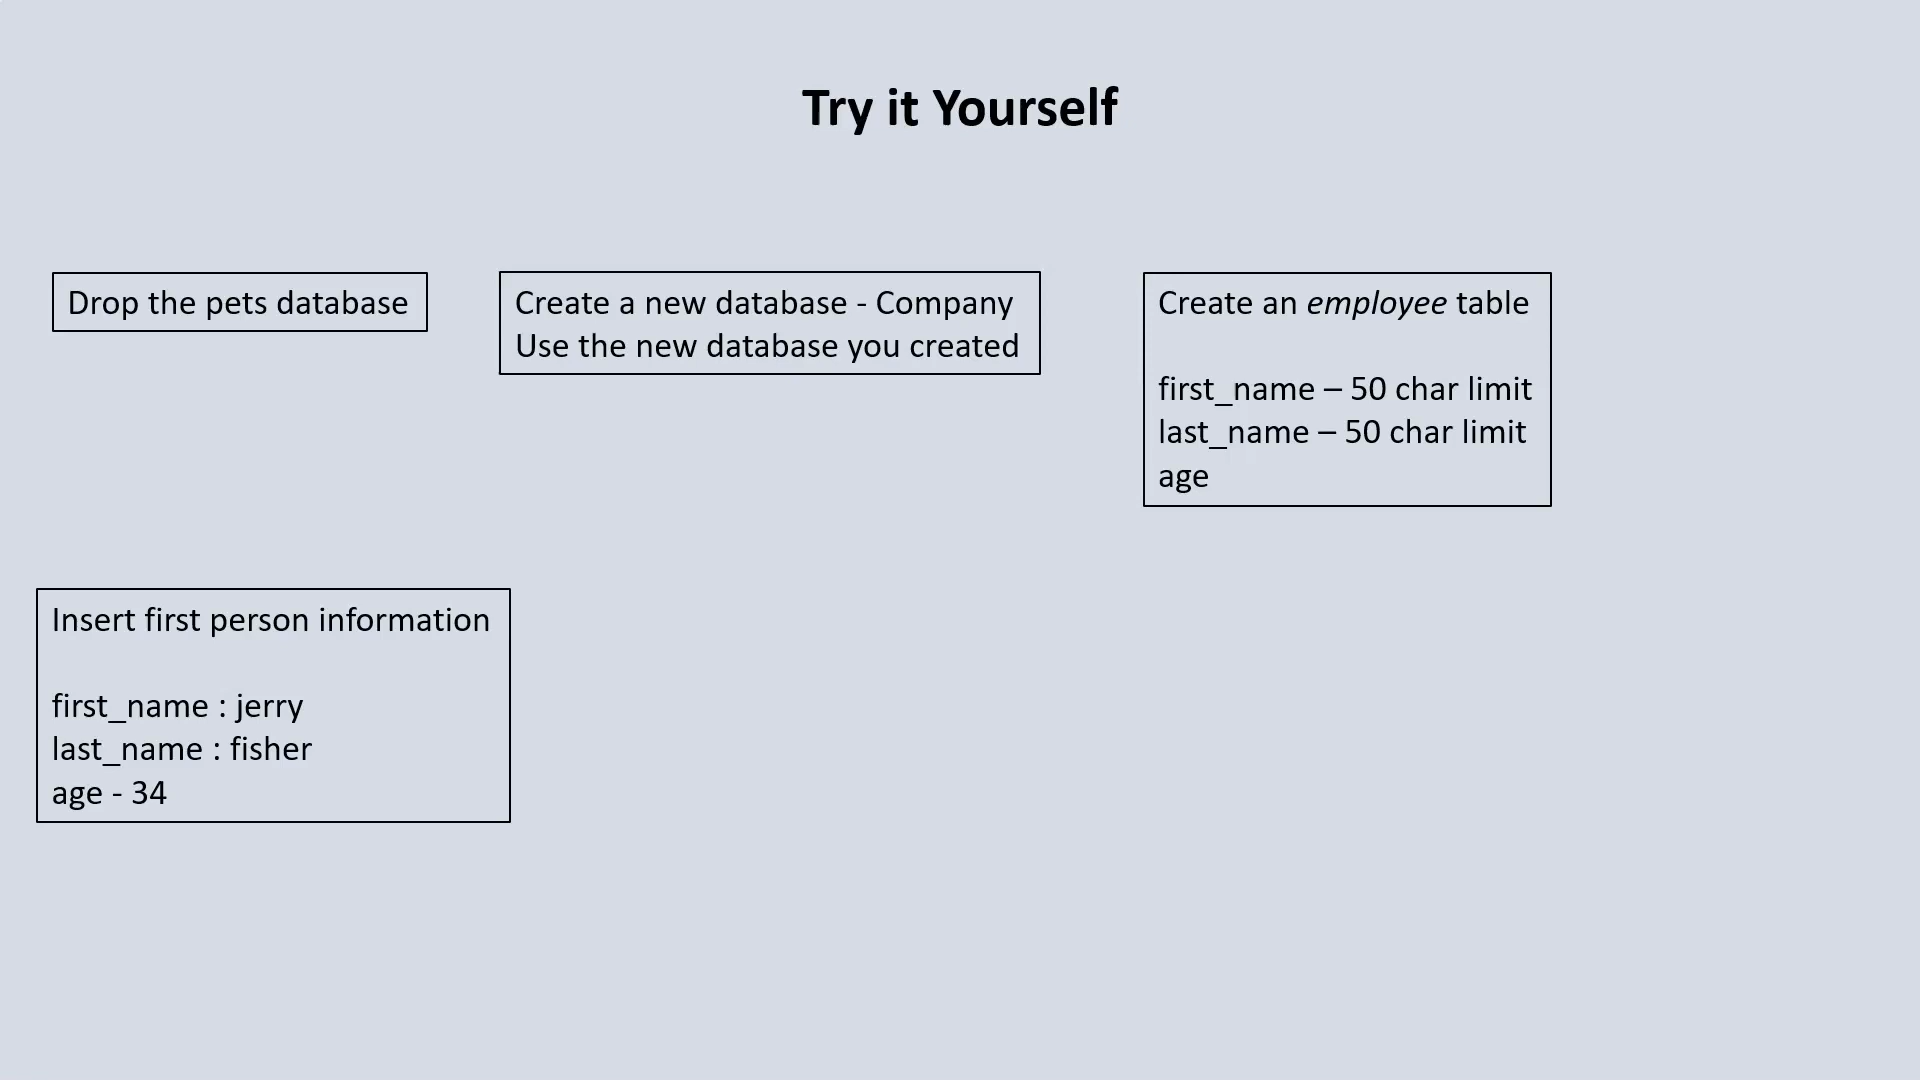 Try it Yourself
Drop the pets database
Create a new database - Company
Use the new database you created
Create an employee table
first_name – 50 char limit
last_name – 50 char limit
age
Insert first person information
first_name : jerry
last_name : fisher
age - 34